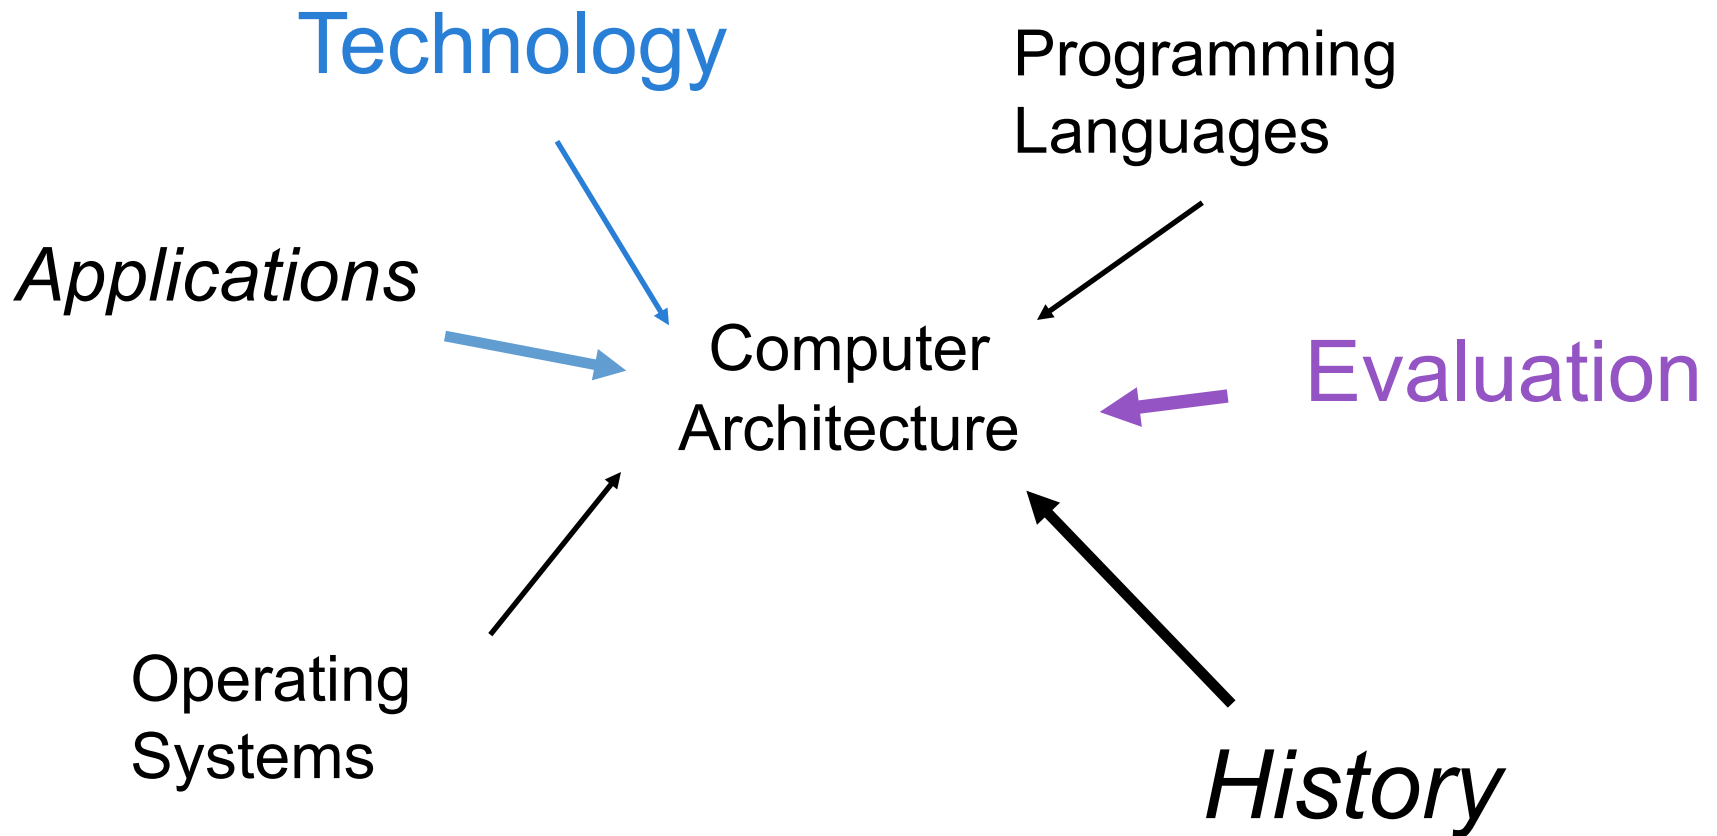 Technology
Programming
Languages
Applications
Computer
Architecture
Evaluation
Operating
Systems
History